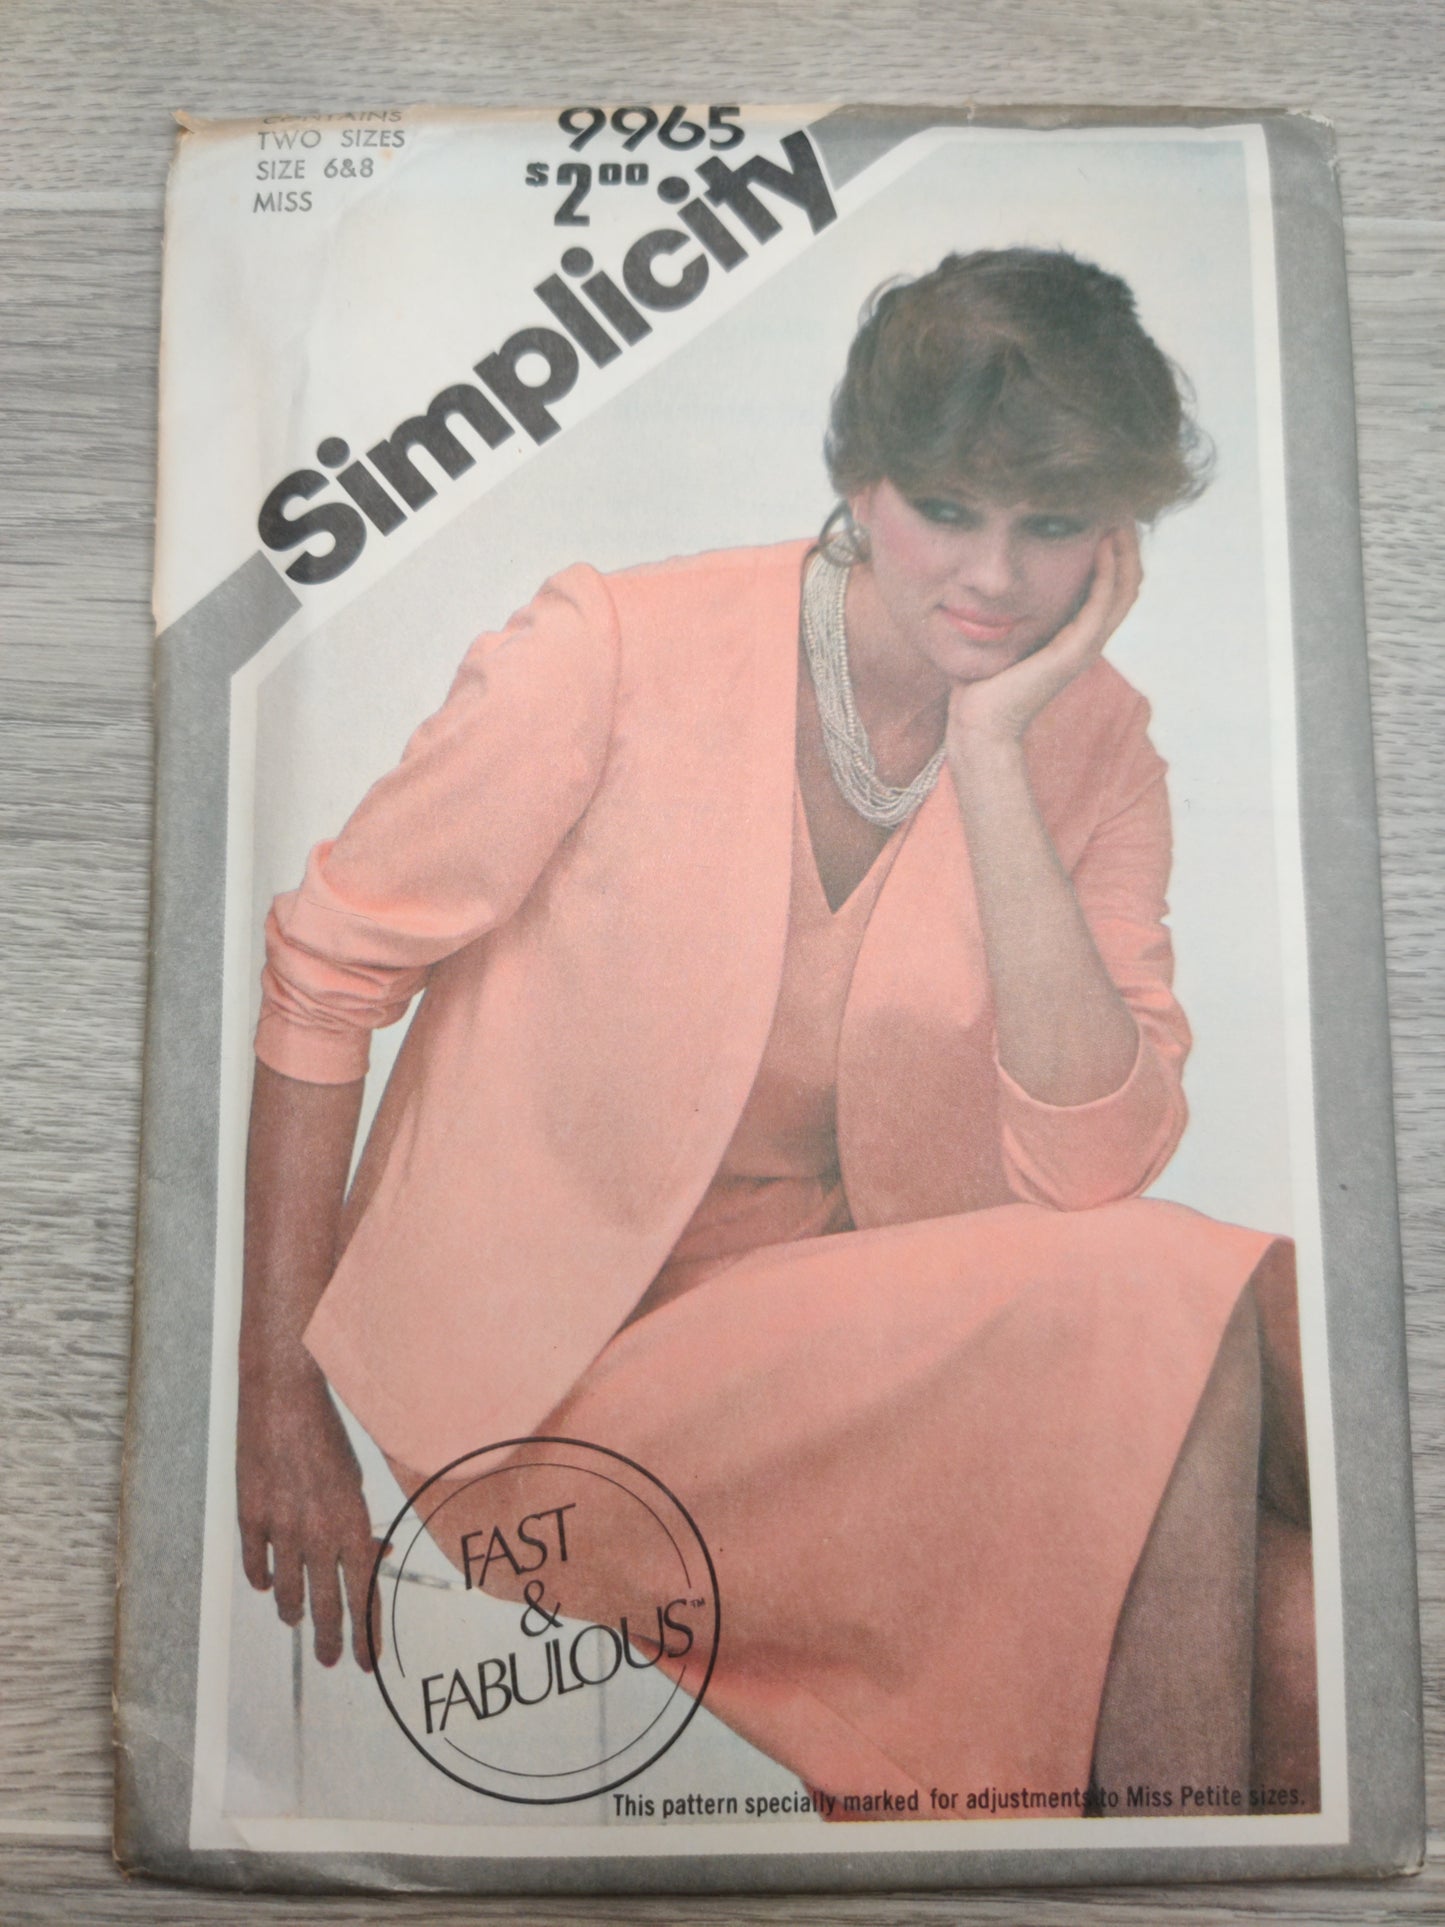 CONTAINS
TWO SIZES
SIZE 6&8
MISS
9965
$2.00
Simplicity
FAST
&
FABULOUS™
This pattern specially marked for adjustments to Miss Petite sizes.